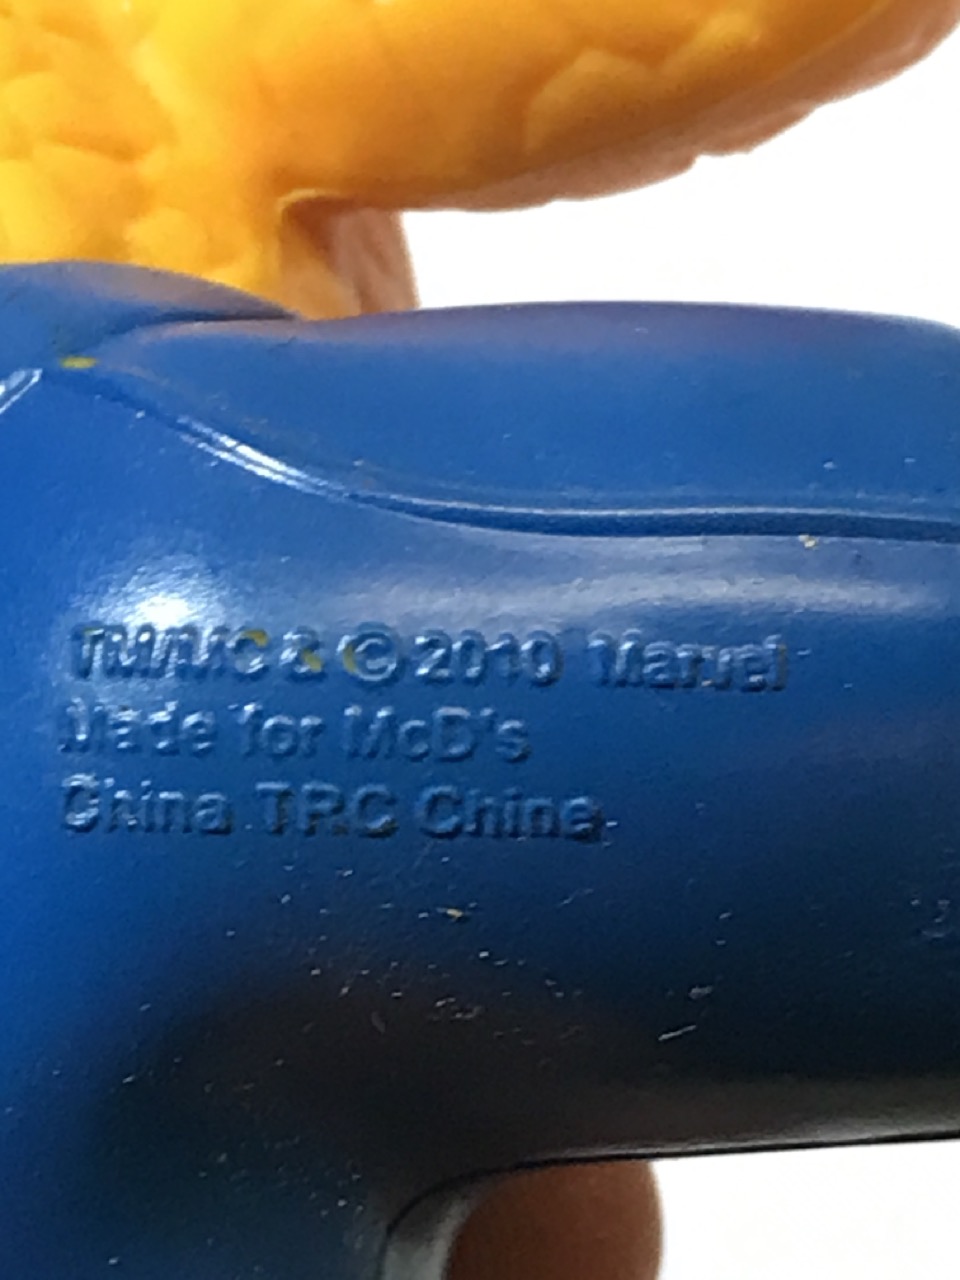 TM/MC & © 2010 Marvel
Made for McD's
China TRC Chine